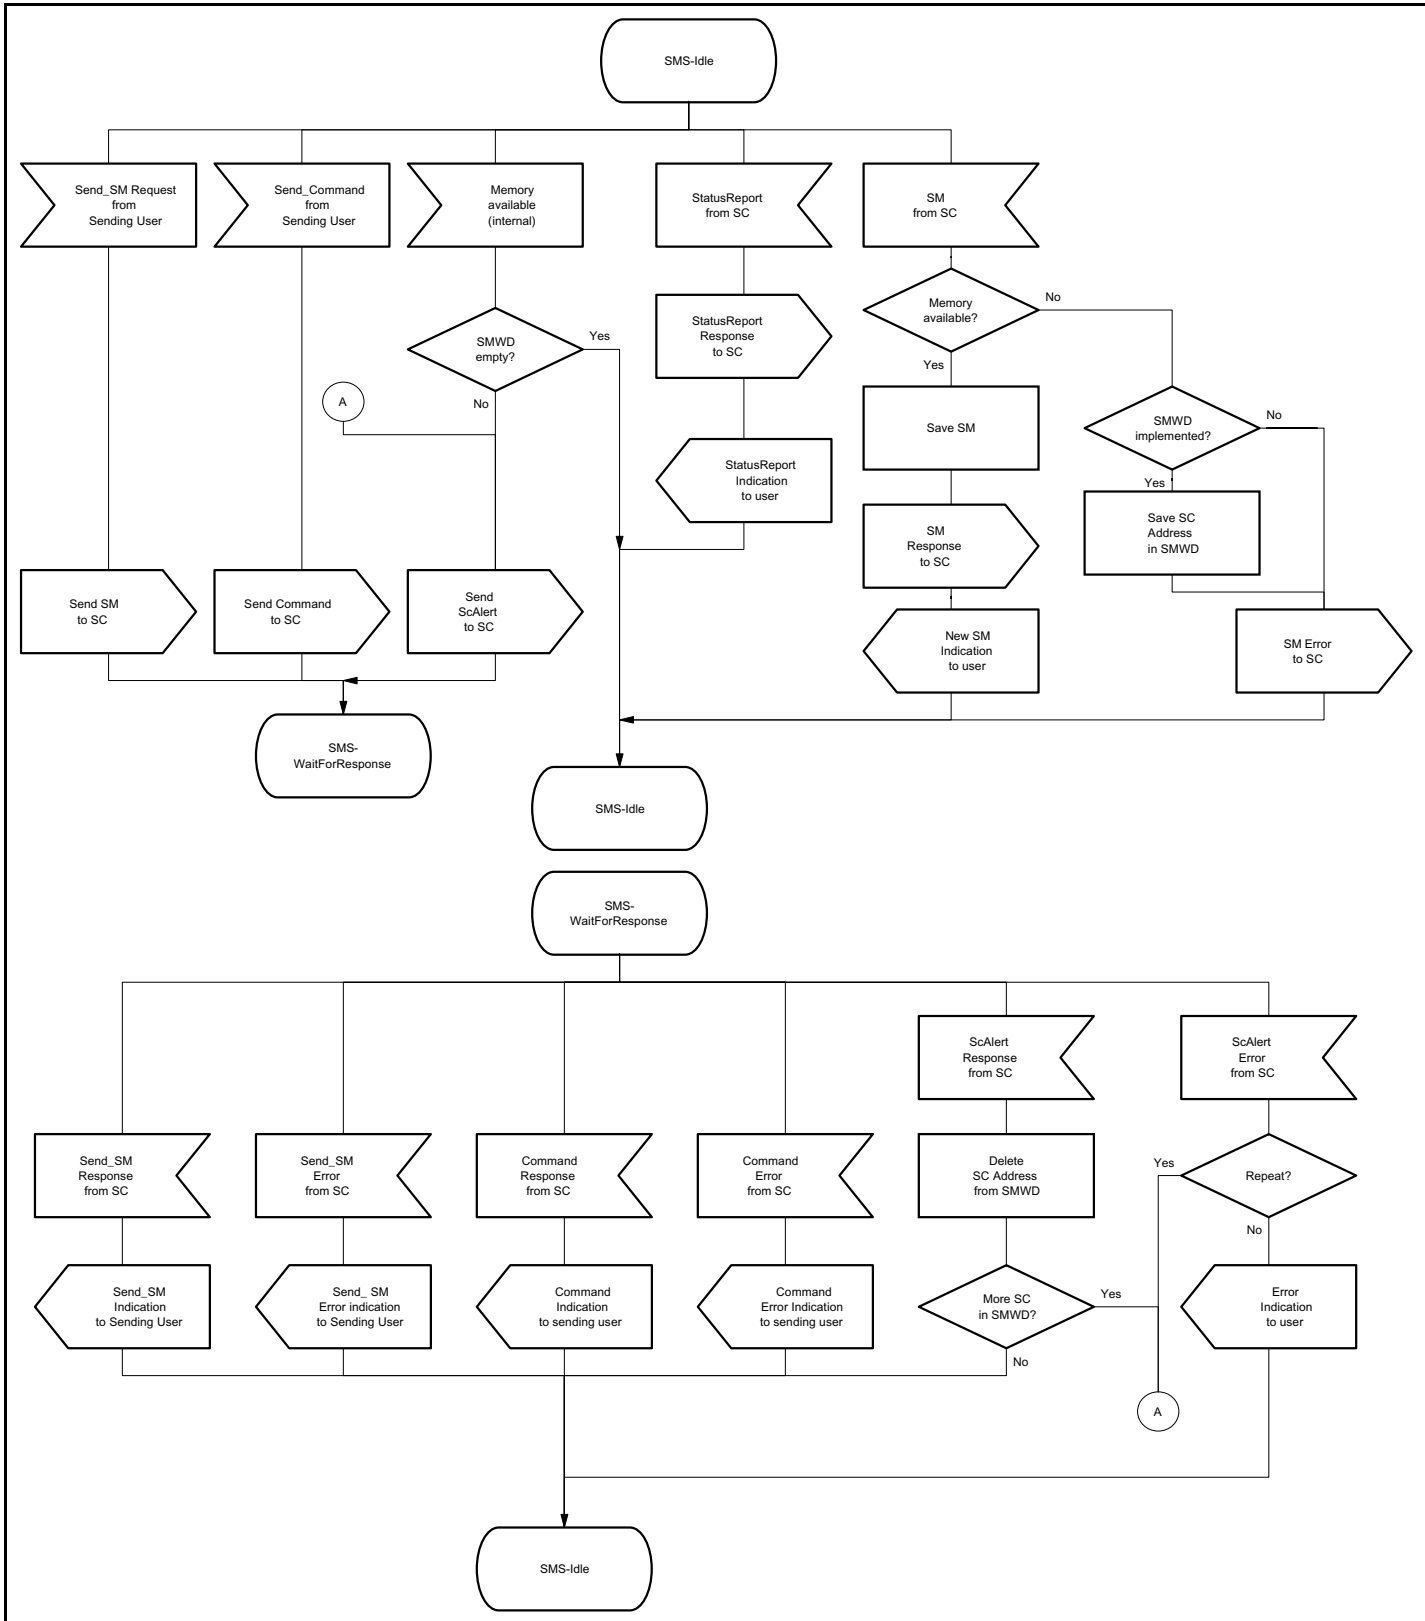 SMS-Idle
Send_SM Request
from
Sending User
Send_Command
from
Sending User
Memory
available
(internal)
StatusReport
from SC
SM
from SC
Memory
available?
No
Yes
SMWD
empty?
Yes
No
A
StatusReport
Response
to SC
Save SM
SMWD
implemented?
No
Yes
StatusReport
Indication
to user
SM
Response
to SC
Save SC
Address
in SMWD
Send SM
to SC
Send Command
to SC
Send
ScAlert
to SC
New SM
Indication
to user
SM Error
to SC
SMS-
WaitForResponse
SMS-Idle
SMS-
WaitForResponse
ScAlert
Response
from SC
ScAlert
Error
from SC
Send_SM
Response
from SC
Send_SM
Error
from SC
Command
Response
from SC
Command
Error
from SC
Delete
SC Address
from SMWD
Yes
Repeat?
No
Send_SM
Indication
to Sending User
Send_ SM
Error indication
to Sending User
Command
Indication
to sending user
Command
Error Indication
to sending user
More SC
in SMWD?
Yes
No
Error
Indication
to user
A
SMS-Idle